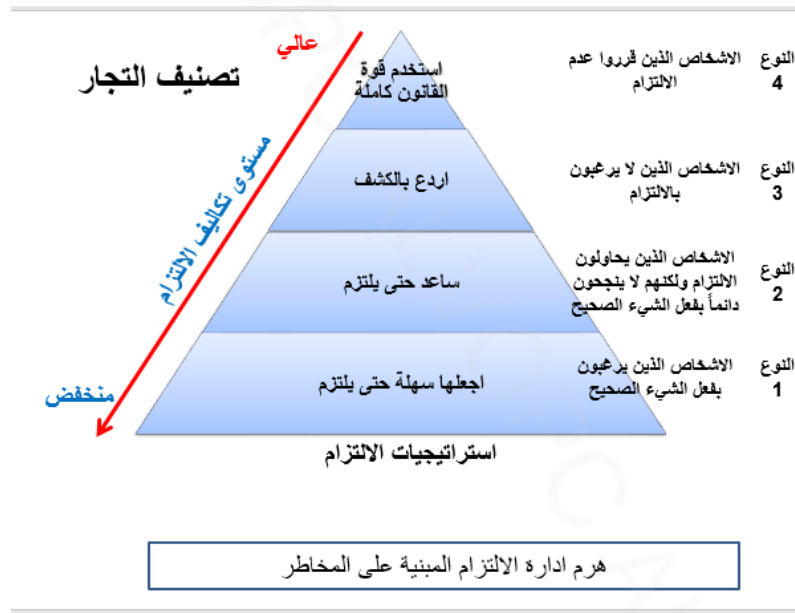 تصنيف التجار
عالي
مستوى تكاليف الالتزام
منخفض
النوع
4
الاشخاص الذين قرروا عدم
الالتزام
استخدم قوة
القانون كاملة
النوع
3
الاشخاص الذين لا يرغبون
بالالتزام
اردع بالكشف
النوع
2
الاشخاص الذين يحاولون
الالتزام ولكنهم لا ينجحون
دائماً بفعل الشيء الصحيح
ساعد حتى يلتزم
النوع
1
الاشخاص الذين يرغبون
بفعل الشيء الصحيح
اجعلها سهلة حتى يلتزم
استراتيجيات الالتزام
هرم ادارة الالتزام المبنية على المخاطر